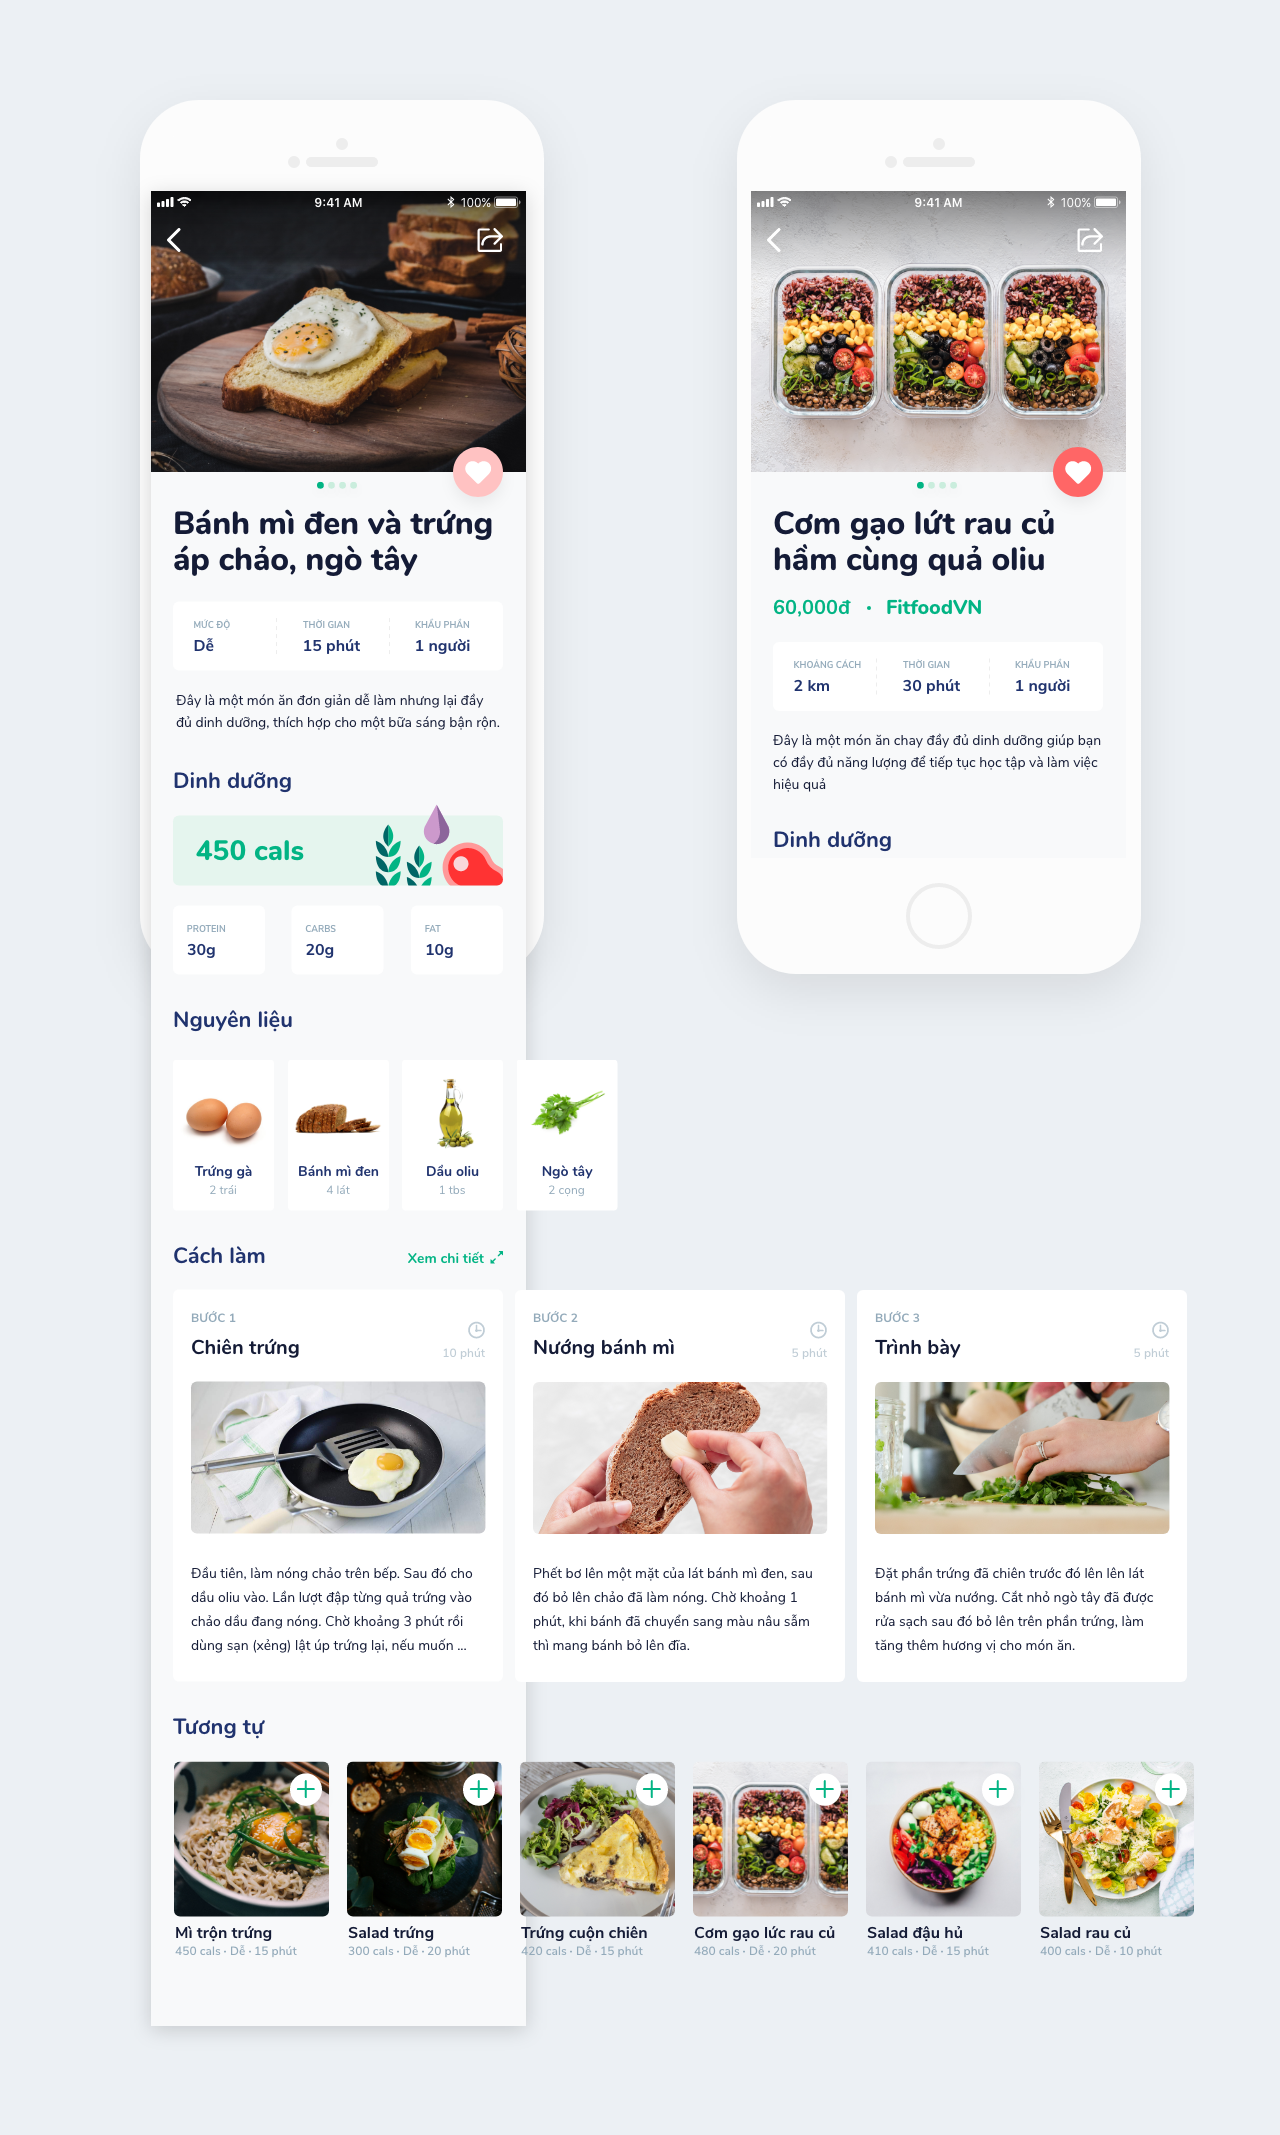 9:41 AM
100%
Bánh mì đen và trứng
áp chảo, ngò tây
MỨC ĐỘ
Dễ
THỜI GIAN
15 phút
KHẨU PHẦN
1 người
Đây là một món ăn đơn giản dễ làm nhưng lại đầy
đủ dinh dưỡng, thích hợp cho một bữa sáng bận rộn.
Dinh dưỡng
450 cals
PROTEIN
30g
CARBS
20g
FAT
10g
Nguyên liệu
Trứng gà
2 trái
Bánh mì đen
4 lát
Dầu oliu
1 tbs
Ngò tây
2 cọng
Cách làm
Xem chi tiết
BƯỚC 1
Chiên trứng
10 phút
Đầu tiên, làm nóng chảo trên bếp. Sau đó cho
dầu oliu vào. Lần lượt đập từng quả trứng vào
chảo dầu đang nóng. Chờ khoảng 3 phút rồi
dùng sạn (xẻng) lật úp trứng lại, nếu muốn ...
BƯỚC 2
Nướng bánh mì
5 phút
Phết bơ lên một mặt của lát bánh mì đen, sau
đó bỏ lên chảo đã làm nóng. Chờ khoảng 1
phút, khi bánh đã chuyển sang màu nâu sẫm
thì mang bánh bỏ lên đĩa.
BƯỚC 3
Trình bày
5 phút
Đặt phần trứng đã chiên trước đó lên lên lát
bánh mì vừa nướng. Cắt nhỏ ngò tây đã được
rửa sạch sau đó bỏ lên trên phần trứng, làm
tăng thêm hương vị cho món ăn.
Tương tự
Mì trộn trứng
450 cals · Dễ · 15 phút
Salad trứng
300 cals · Dễ · 20 phút
Trứng cuộn chiên
420 cals · Dễ · 15 phút
Cơm gạo lức rau củ
480 cals · Dễ · 20 phút
Salad đậu hủ
410 cals · Dễ · 15 phút
Salad rau củ
400 cals · Dễ · 10 phút
9:41 AM
100%
Cơm gạo lứt rau củ
hầm cùng quả oliu
60,000đ · FitfoodVN
KHOẢNG CÁCH
2 km
THỜI GIAN
30 phút
KHẨU PHẦN
1 người
Đây là một món ăn chay đầy đủ dinh dưỡng giúp bạn
có đầy đủ năng lượng để tiếp tục học tập và làm việc
hiệu quả
Dinh dưỡng